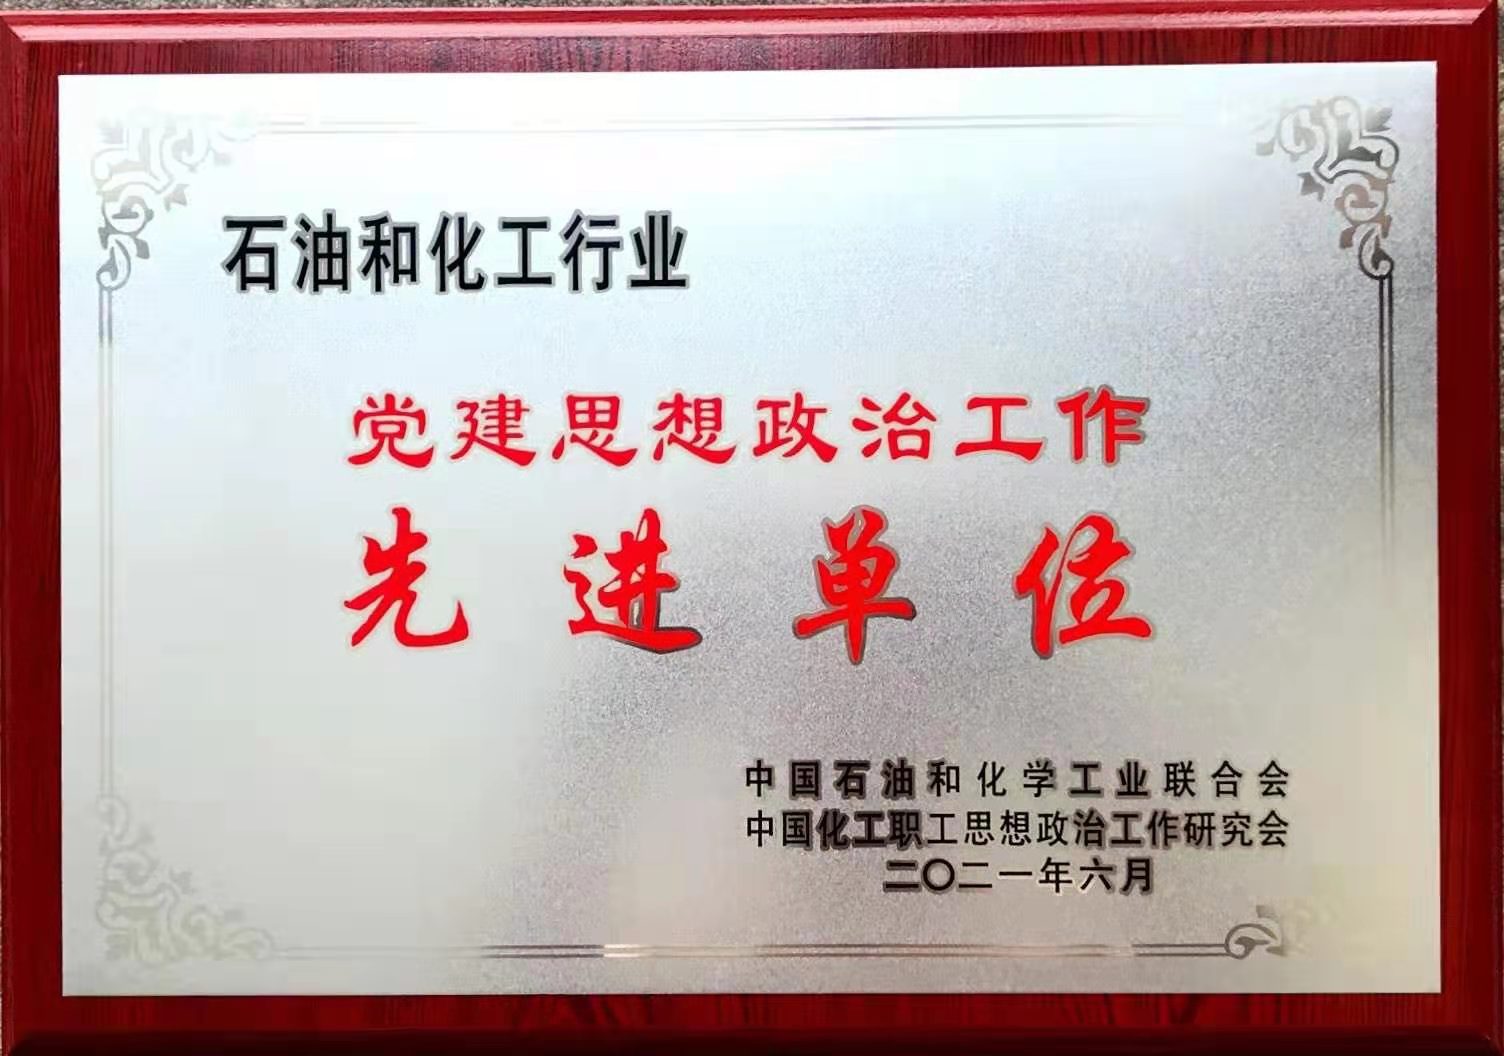 石油和化工行业
党建思想政治工作
先进单位
中国石油和化学工业联合会
中国化工职工思想政治工作研究会
二〇二一年六月